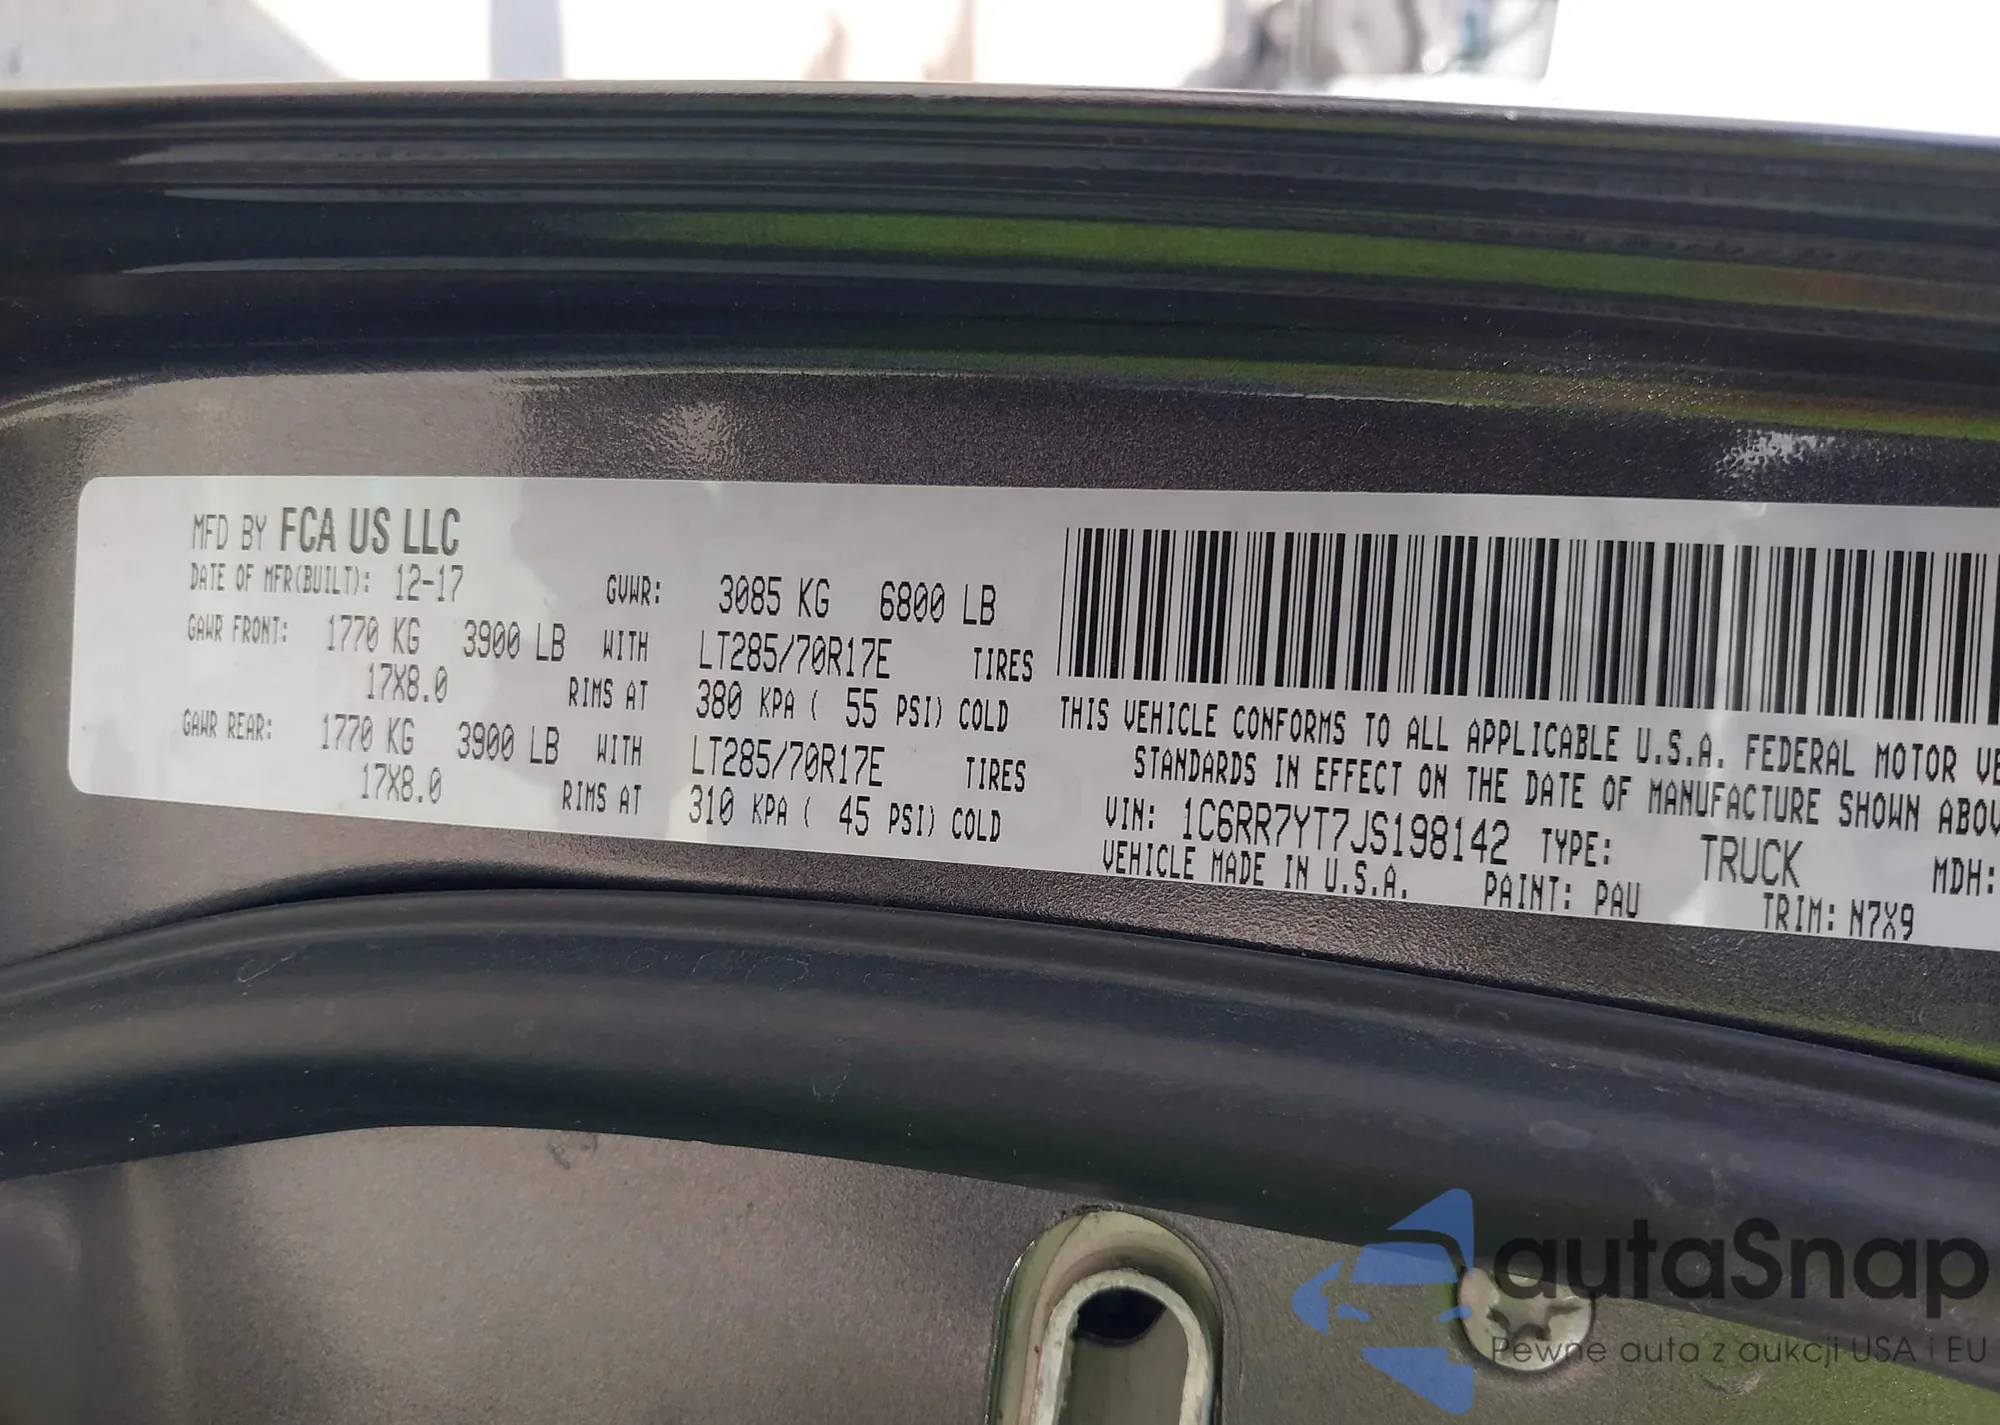 MFD BY FCA US LLC
DATE OF MFR(BUILT): 12-17 GVWR: 3085 KG 6800 LB
GAWR FRONT: 1770 KG 3900 LB WITH LT285/70R17E TIRES
17X8.0 RIMS AT 380 KPA ( 55 PSI) COLD
GAWR REAR: 1770 KG 3900 LB WITH LT285/70R17E TIRES
17X8.0 RIMS AT 310 KPA ( 45 PSI) COLD
THIS VEHICLE CONFORMS TO ALL APPLICABLE U.S.A. FEDERAL MOTOR VE
STANDARDS IN EFFECT ON THE DATE OF MANUFACTURE SHOWN ABOV
VIN: 1C6RR7YT7JS198142 TYPE: TRUCK MDH:
VEHICLE MADE IN U.S.A. PAINT: PAU TRIM: N7X9
autaSnap
Pewne auta z aukcji USA i EU